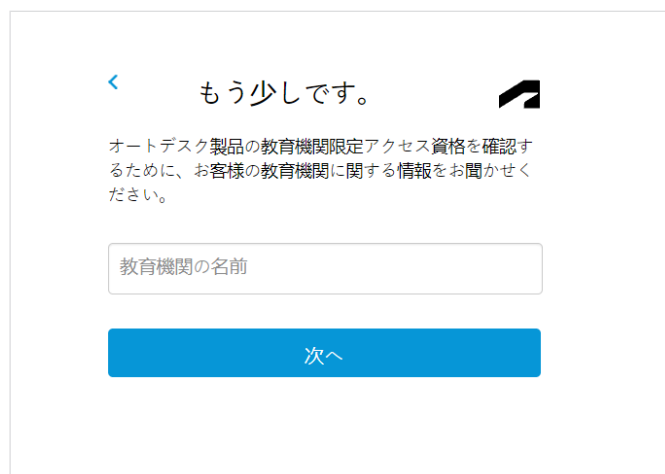 もう少しです。
オートデスク製品の教育機関限定アクセス資格を確認す
るために、お客様の教育機関に関する情報をお聞かせく
ださい。
教育機関の名前
次へ